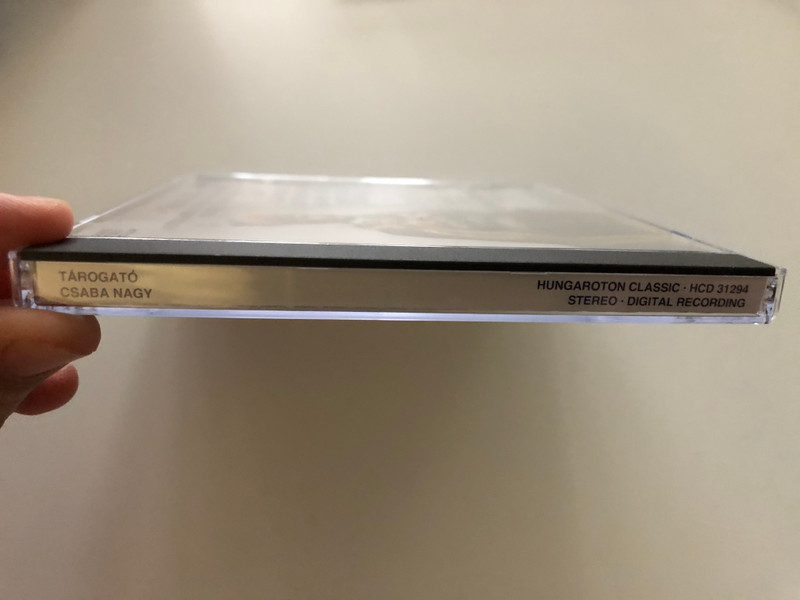 TÁROGATÓ
CSABA NAGY
HUNGAROTON CLASSIC · HCD 31294
STEREO · DIGITAL RECORDING